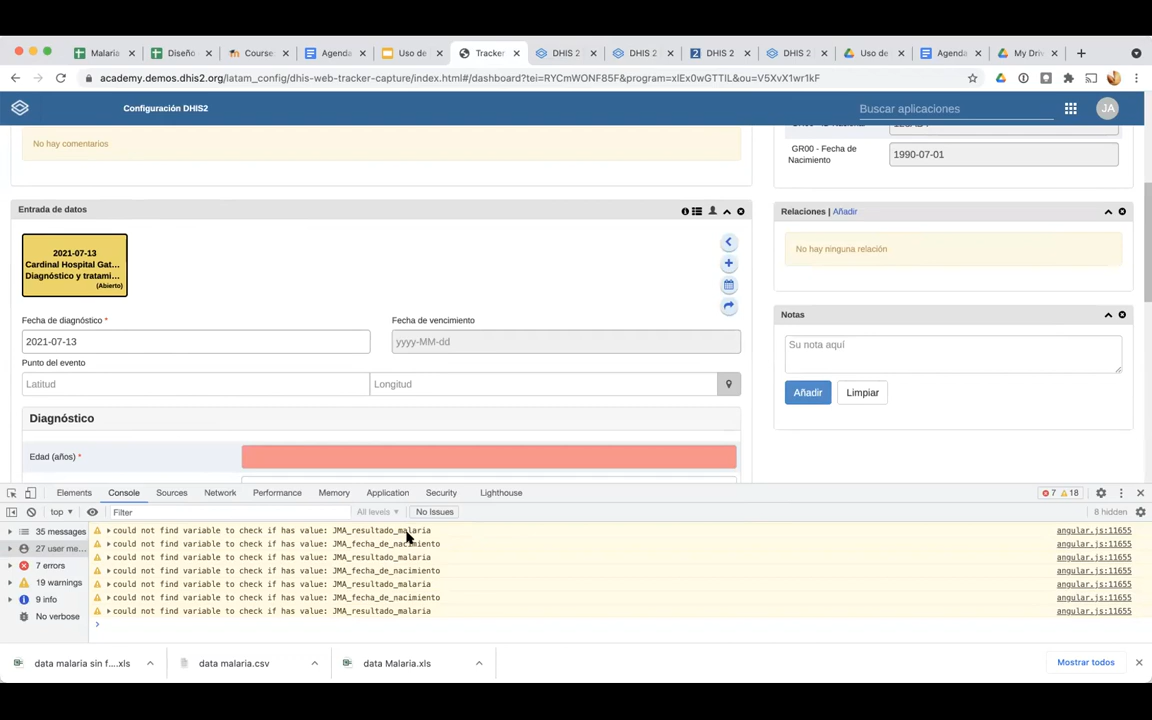 Malaria
Diseño
Course
Agenda
Uso de
Tracker
DHIS 2
DHIS 2
DHIS 2
DHIS 2
Uso de
Agenda
My Driv
academy.demos.dhis2.org/latam_config/dhis-web-tracker-capture/index.html#/dashboard?tei=RYCmWONF85F&program=xlEx0wGTTIL&ou=V5XvX1wr1kF
Configuración DHIS2
Buscar aplicaciones
JA
No hay comentarios
GR00 - Fecha de
Nacimiento
1990-07-01
Entrada de datos
Relaciones | Añadir
No hay ninguna relación
2021-07-13
Cardinal Hospital Gat...
Diagnóstico y tratami...
(Abierto)
Notas
Su nota aquí
Añadir
Limpiar
Fecha de diagnóstico *
Fecha de vencimiento
2021-07-13
yyyy-MM-dd
Punto del evento
Latitud
Longitud
Diagnóstico
Edad (años) *
Elements
Console
Sources
Network
Performance
Memory
Application
Security
Lighthouse
7
18
top
Filter
All levels
No Issues
8 hidden
35 messages
27 user me...
7 errors
19 warnings
9 info
No verbose
could not find variable to check if has value: JMA_resultado_malaria angular.js:11655
could not find variable to check if has value: JMA_fecha_de_nacimiento angular.js:11655
could not find variable to check if has value: JMA_resultado_malaria angular.js:11655
could not find variable to check if has value: JMA_fecha_de_nacimiento angular.js:11655
could not find variable to check if has value: JMA_resultado_malaria angular.js:11655
could not find variable to check if has value: JMA_fecha_de_nacimiento angular.js:11655
could not find variable to check if has value: JMA_resultado_malaria angular.js:11655
data malaria sin f....xls
data malaria.csv
data Malaria.xls
Mostrar todos